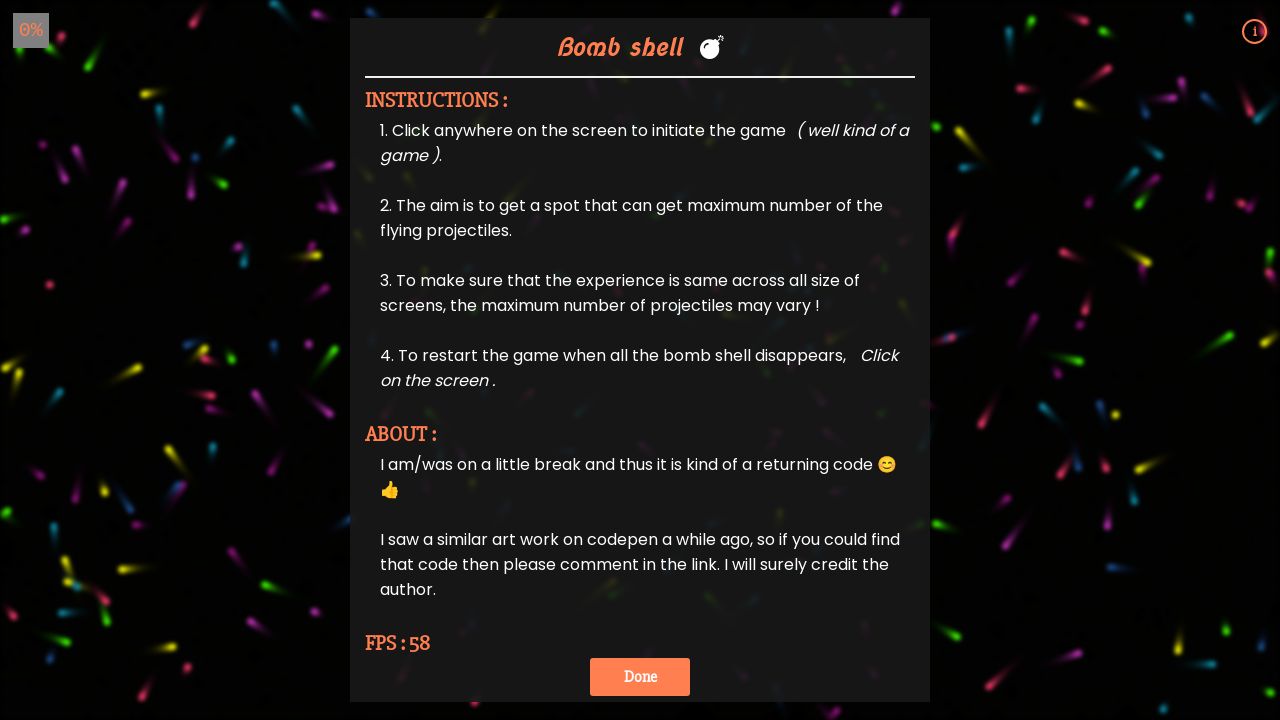 0%
i
Bomb shell 💣
INSTRUCTIONS :
1. Click anywhere on the screen to initiate the game ( well kind of a
game ).
2. The aim is to get a spot that can get maximum number of the
flying projectiles.
3. To make sure that the experience is same across all size of
screens, the maximum number of projectiles may vary !
4. To restart the game when all the bomb shell disappears, Click
on the screen .
ABOUT :
I am/was on a little break and thus it is kind of a returning code 😊
👍
I saw a similar art work on codepen a while ago, so if you could find
that code then please comment in the link. I will surely credit the
author.
FPS : 58
Done